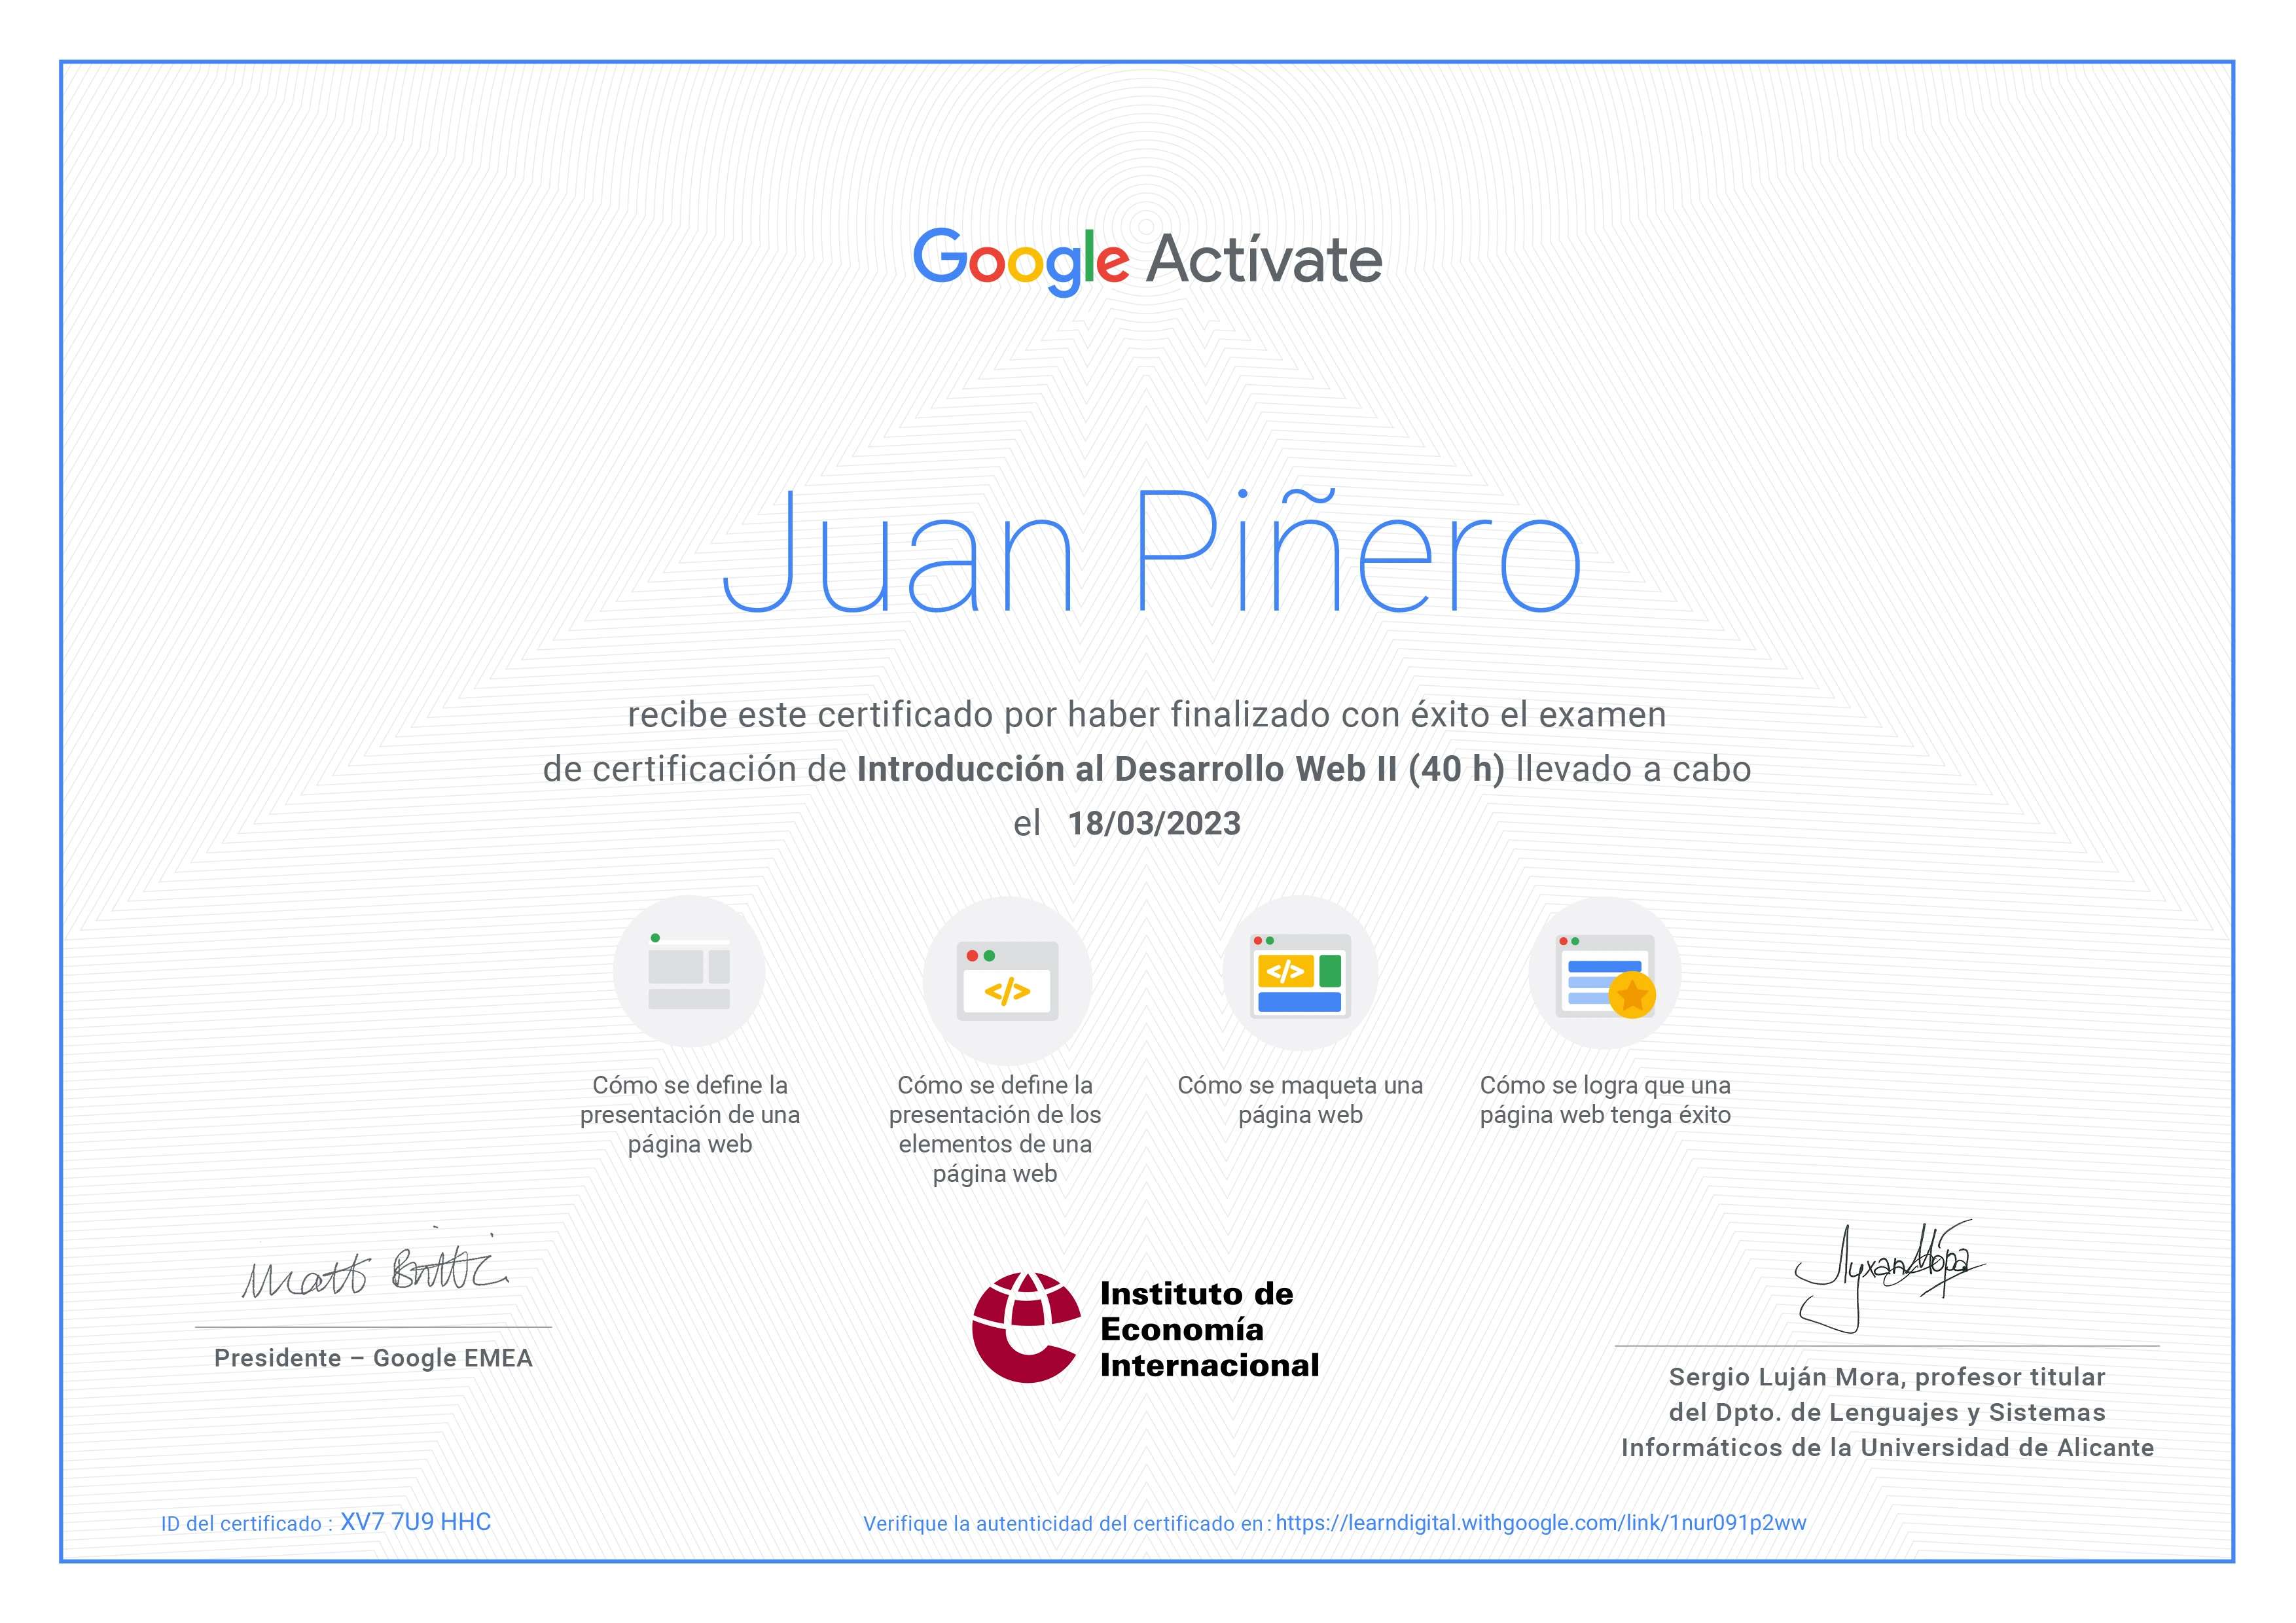 Google Actívate
Juan Piñero
recibe este certificado por haber finalizado con éxito el examen
de certificación de Introducción al Desarrollo Web II (40 h) llevado a cabo
el 18/03/2023
Cómo se define la
presentación de una
página web
Cómo se define la
presentación de los
elementos de una
página web
Cómo se maqueta una
página web
Cómo se logra que una
página web tenga éxito
Presidente – Google EMEA
Instituto de
Economía
Internacional
Sergio Luján Mora, profesor titular
del Dpto. de Lenguajes y Sistemas
Informáticos de la Universidad de Alicante
ID del certificado : XV7 7U9 HHC
Verifique la autenticidad del certificado en : https://learndigital.withgoogle.com/link/1nur091p2ww